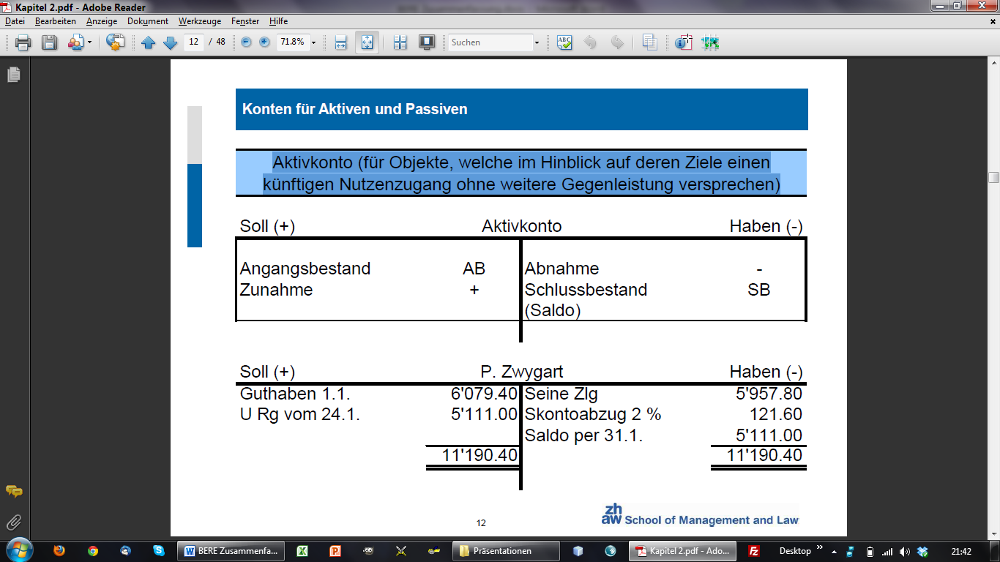 Kapitel 2.pdf - Adobe Reader
Datei Bearbeiten Anzeige Dokument Werkzeuge Fenster Hilfe
12 / 48 71.8% Suchen
Konten für Aktiven und Passiven
Aktivkonto (für Objekte, welche im Hinblick auf deren Ziele einen
künftigen Nutzenzugang ohne weitere Gegenleistung versprechen)
Soll (+) Aktivkonto Haben (-)
Angangsbestand AB Abnahme -
Zunahme + Schlussbestand SB
(Saldo)
Soll (+) P. Zwygart Haben (-)
Guthaben 1.1. 6'079.40 Seine Zlg 5'957.80
U Rg vom 24.1. 5'111.00 Skontoabzug 2 % 121.60
Saldo per 31.1. 5'111.00
11'190.40 11'190.40
12
zh
aw School of Management and Law
BERE Zusammenfa... Präsentationen Kapitel 2.pdf - Ado... Desktop » 21:42